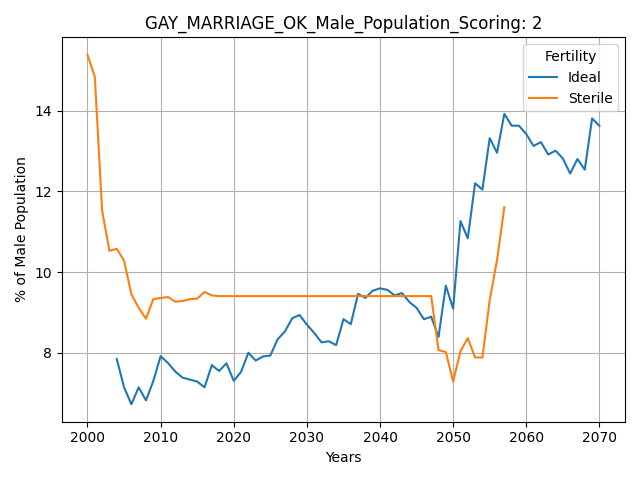 GAY_MARRIAGE_OK_Male_Population_Scoring: 2
Fertility
Ideal
Sterile
% of Male Population
14
12
10
8
2000 2010 2020 2030 2040 2050 2060 2070
Years